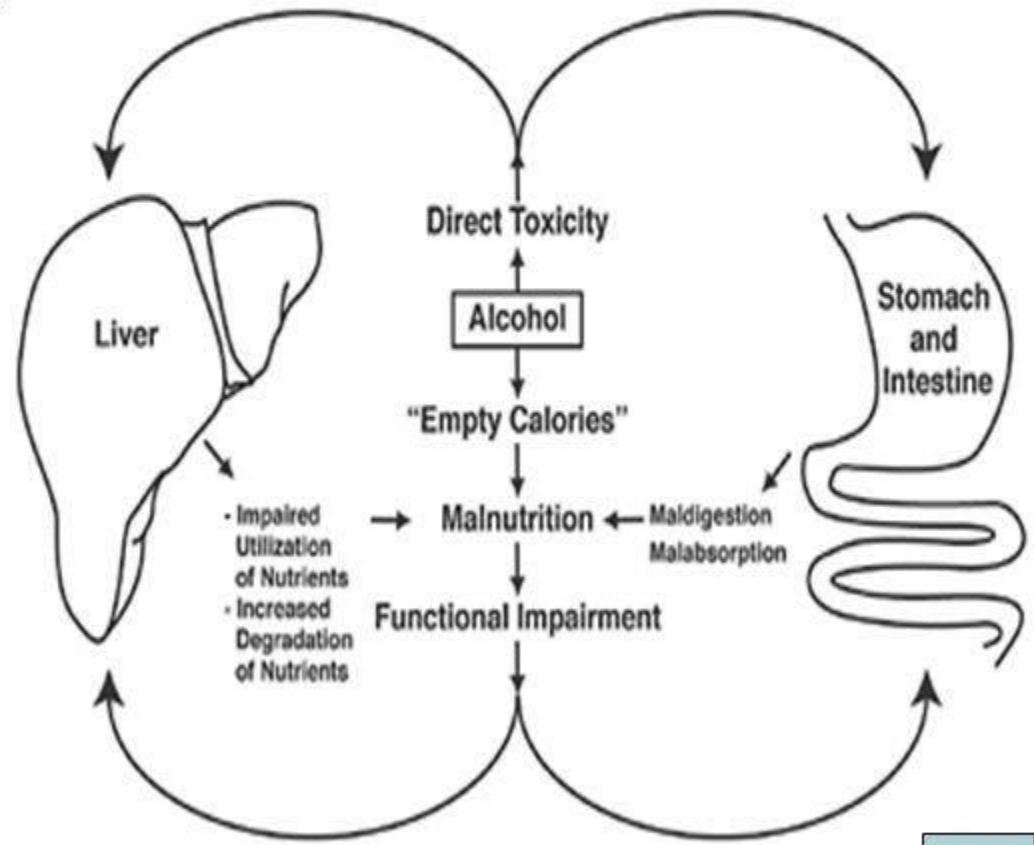 Direct Toxicity
Alcohol
Liver
Stomach
and
Intestine
“Empty Calories”
- Impaired
Utilization
of Nutrients
- Increased
Degradation
of Nutrients
Malnutrition
Maldigestion
Malabsorption
Functional Impairment